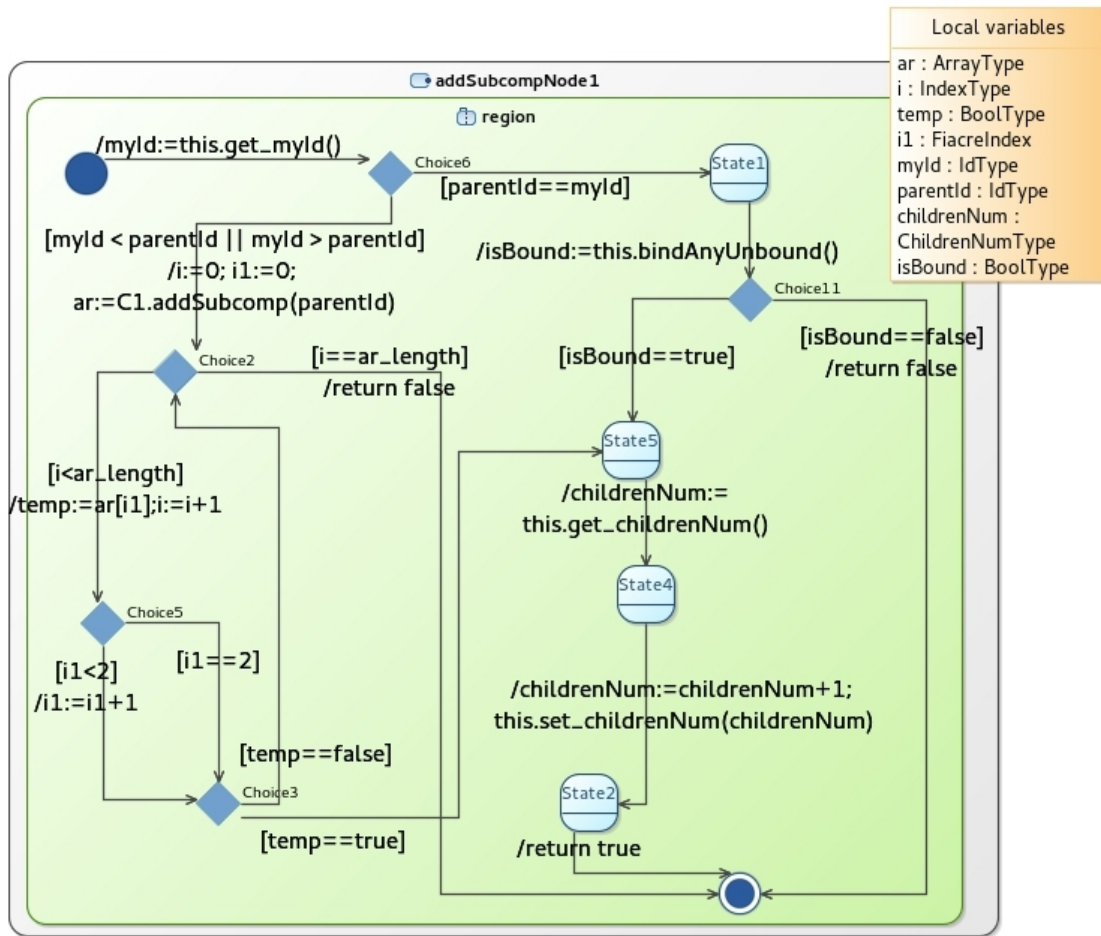 Local variables
ar : ArrayType
i : IndexType
temp : BoolType
i1 : FiacreIndex
myId : IdType
parentId : IdType
childrenNum :
ChildrenNumType
isBound : BoolType
addSubcompNode1
region
/myId:=this.get_myId()
Choice6
State1
[parentId==myId]
[myId < parentId || myId > parentId]
/i:=0; i1:=0;
ar:=C1.addSubcomp(parentId)
/isBound:=this.bindAnyUnbound()
Choice11
[isBound==true]
[isBound==false]
/return false
Choice2
[i==ar_length]
/return false
State5
[i<ar_length]
/temp:=ar[i1];i:=i+1
/childrenNum:=
this.get_childrenNum()
State4
Choice5
[i1<2]
/i1:=i1+1
[i1==2]
/childrenNum:=childrenNum+1;
this.set_childrenNum(childrenNum)
[temp==false]
Choice3
State2
[temp==true]
/return true